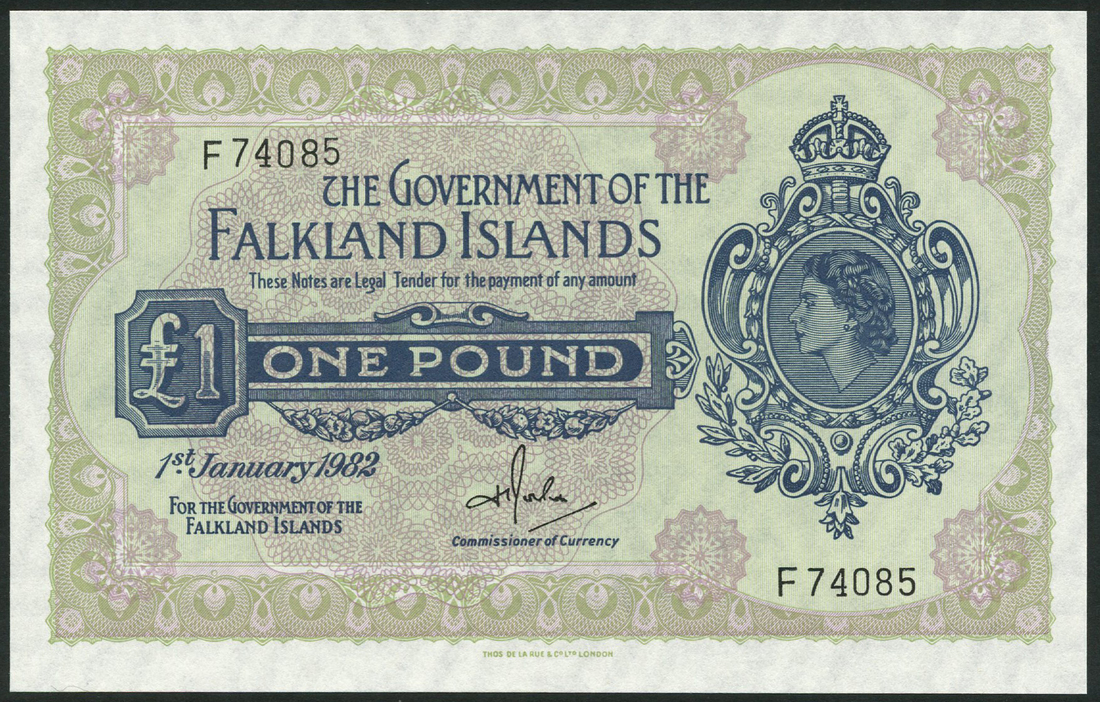 F 74085
THE GOVERNMENT OF THE
FALKLAND ISLANDS
These Notes are Legal Tender for the payment of any amount
£1
ONE POUND
1st January 1982
FOR THE GOVERNMENT OF THE
FALKLAND ISLANDS
Commissioner of Currency
F 74085
THOS DE LA RUE & CO LTD LONDON